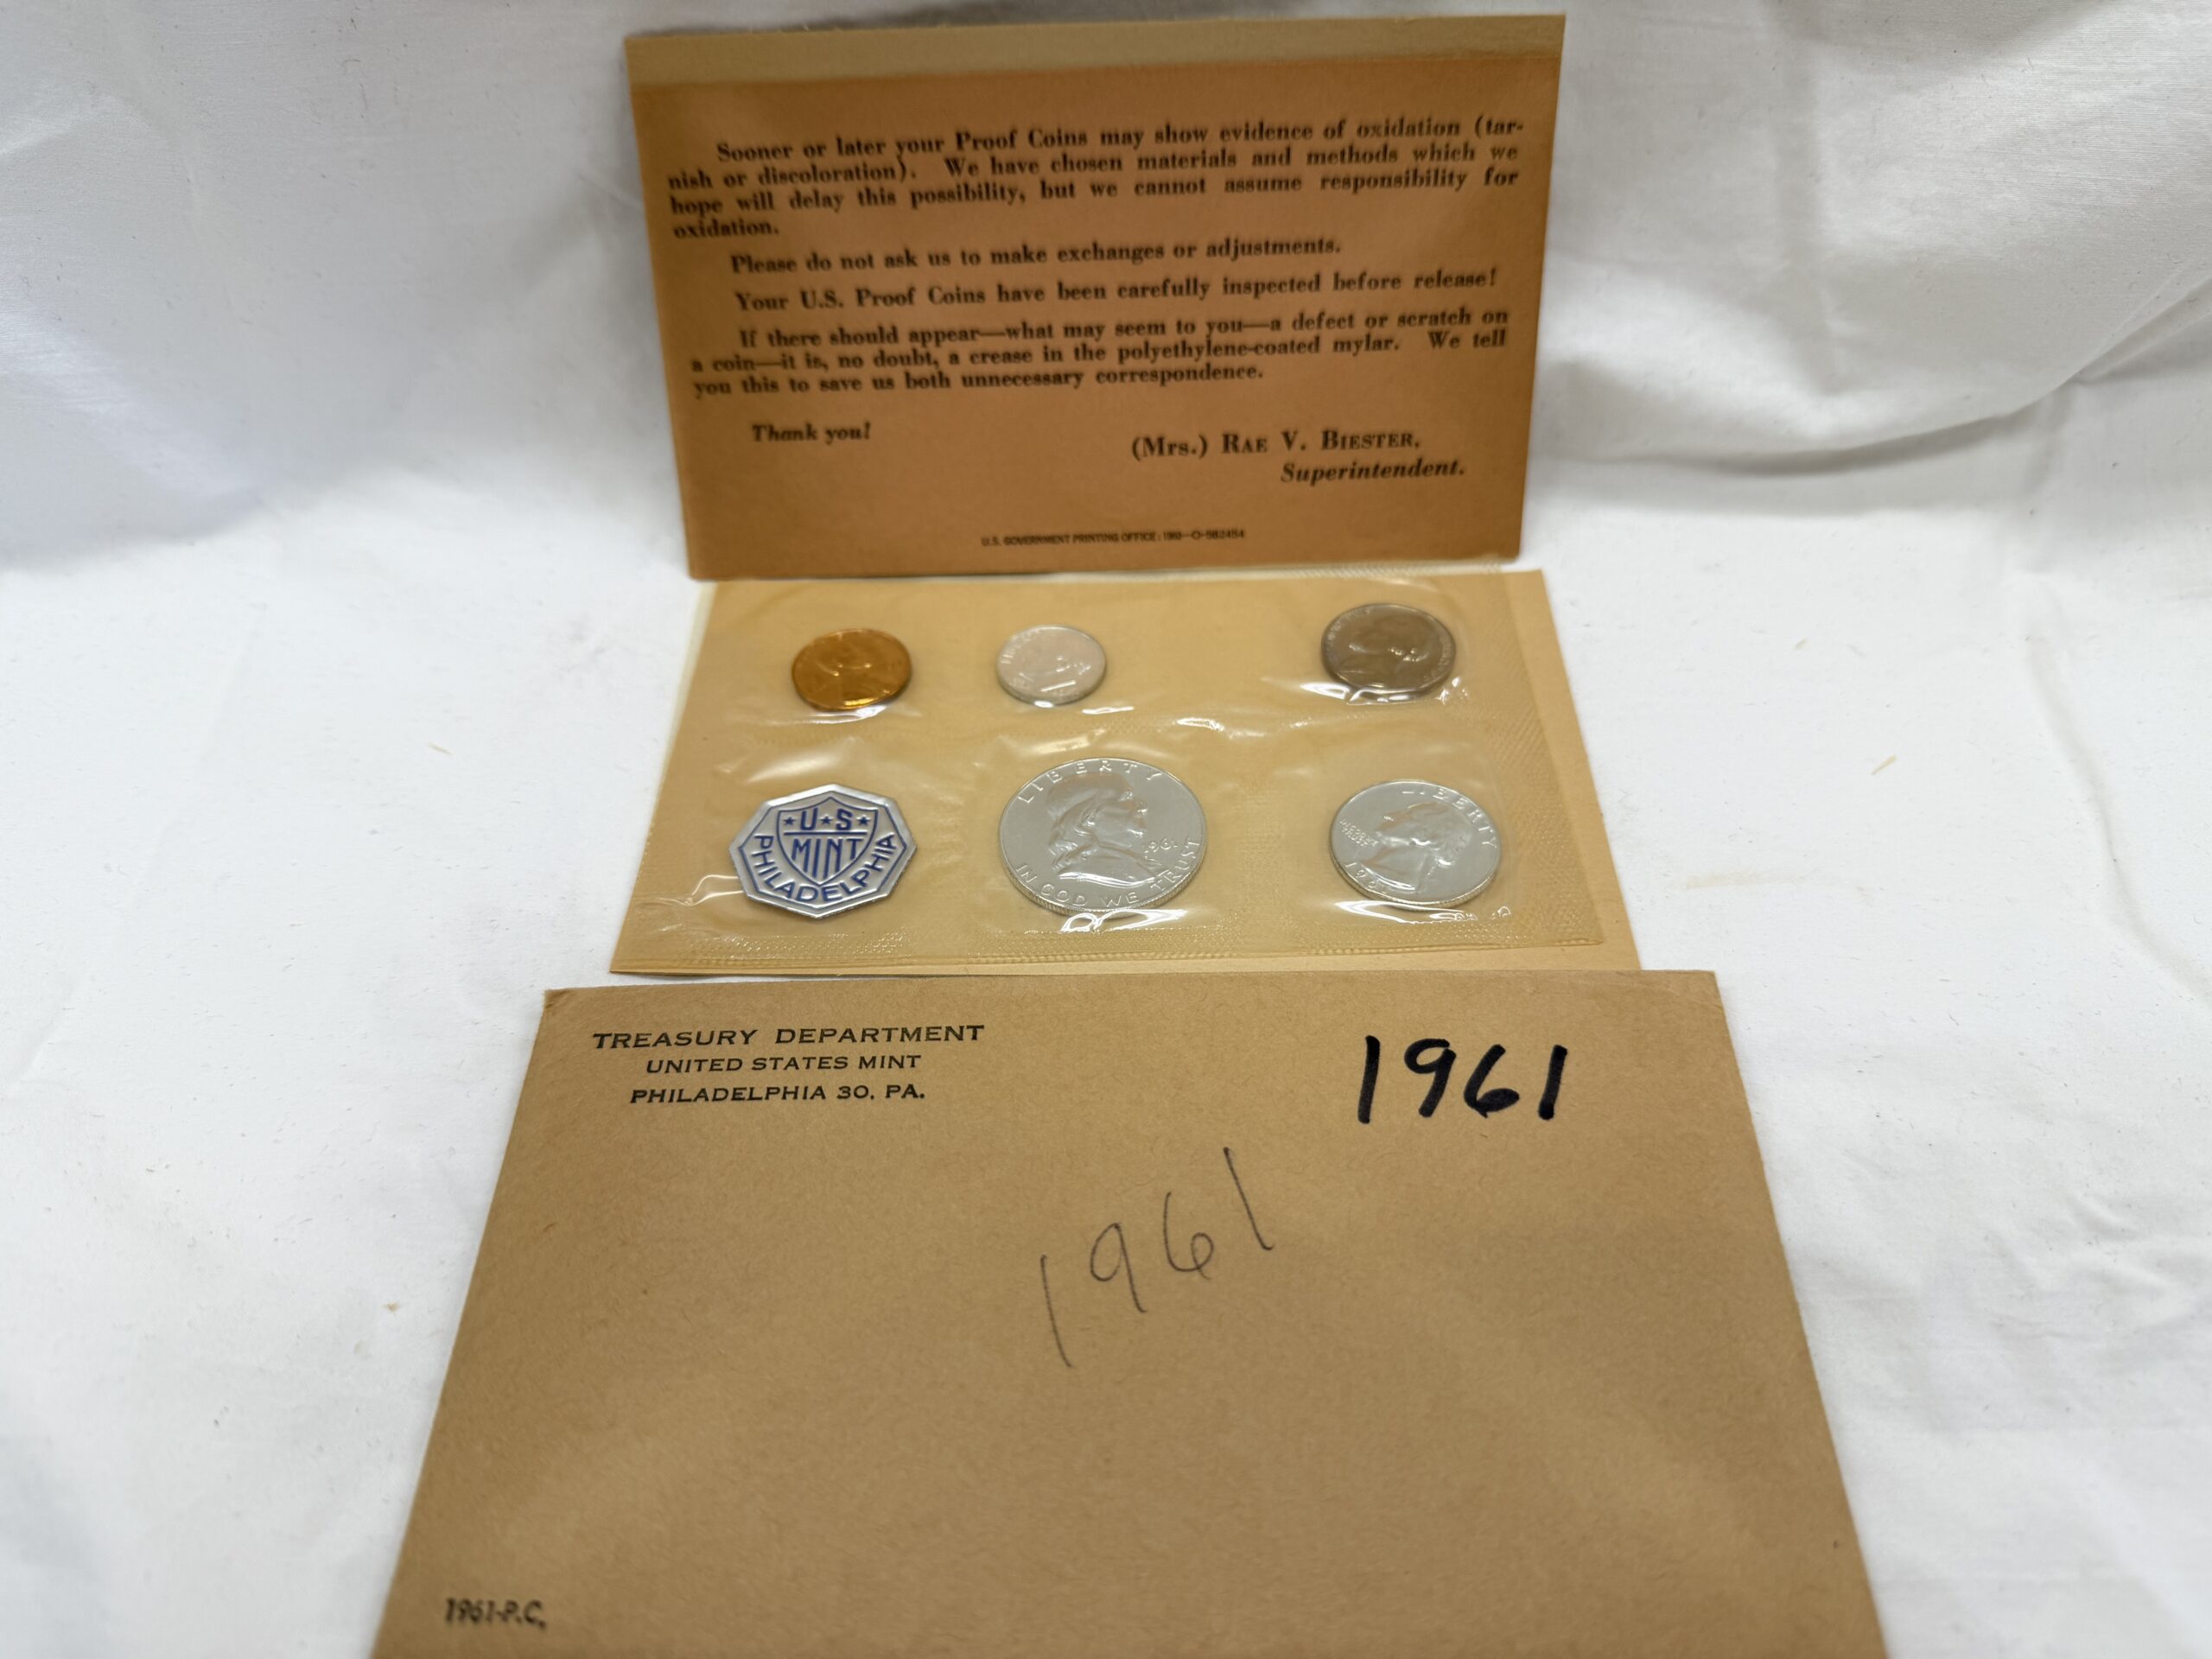 Sooner or later your Proof Coins may show evidence of oxidation (tar-
nish or discoloration). We have chosen materials and methods which we
hope will delay this possibility, but we cannot assume responsibility for
oxidation.
Please do not ask us to make exchanges or adjustments.
Your U.S. Proof Coins have been carefully inspected before release!
If there should appear—what may seem to you—a defect or scratch on
a coin—it is, no doubt, a crease in the polyethylene-coated mylar. We tell
you this to save us both unnecessary correspondence.
Thank you!
(Mrs.) RAE V. BIESTER,
Superintendent.
U.S. GOVERNMENT PRINTING OFFICE:
U★S
MINT
PHILADELPHIA
LIBERTY
1961
IN GOD WE TRUST
LIBERTY
TREASURY DEPARTMENT
UNITED STATES MINT
PHILADELPHIA 30, PA.
1961
1961
1961-P.C.